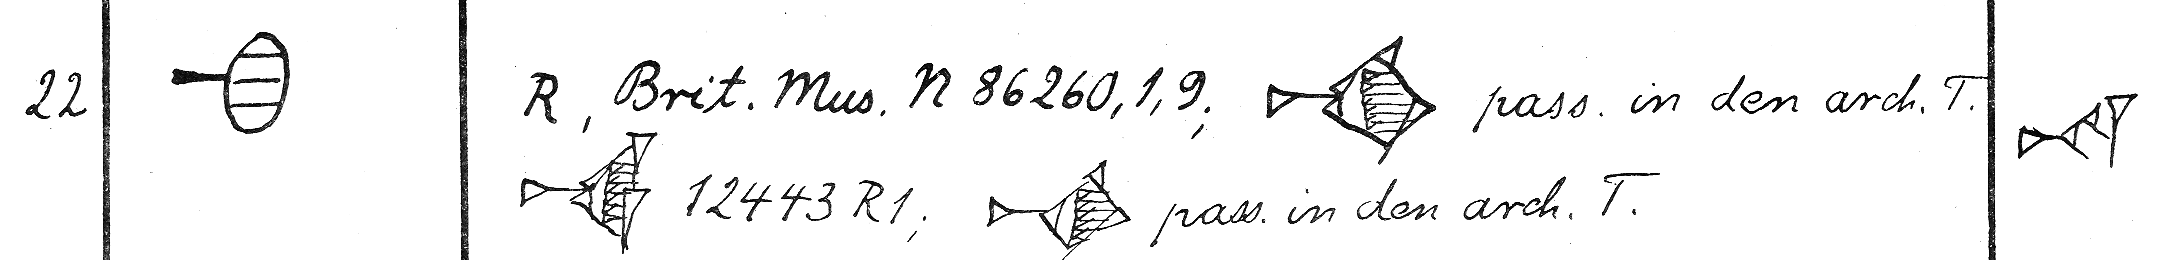 22 R, Brit. Mus. N 86260,1,9; pass. in den arch. T.
12443 R1; pass. in den arch. T.